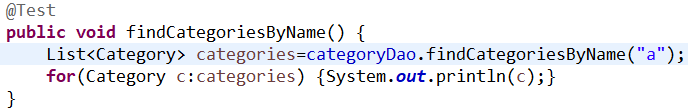 @Test
public void findCategoriesByName() {
    List<Category> categories=categoryDao.findCategoriesByName("a");
    for(Category c:categories) {System.out.println(c);}
}